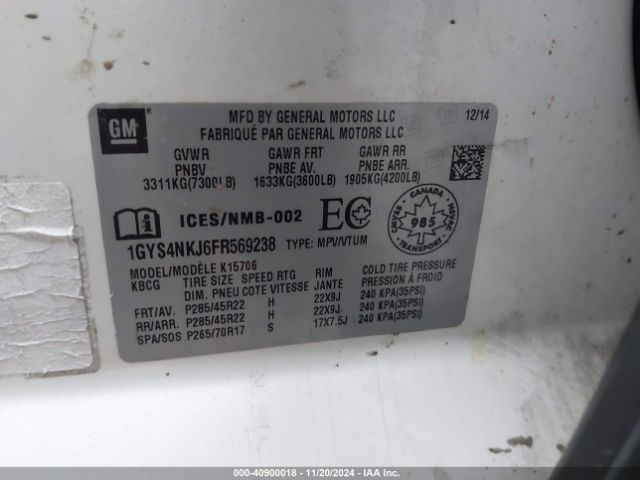 GM
MFD BY GENERAL MOTORS LLC 12/14
FABRIQUÉ PAR GENERAL MOTORS LLC
GVWR GAWR FRT GAWR RR
PNBV PNBE AV. PNBE ARR.
3311KG(7300LB) 1633KG(3600LB) 1905KG(4200LB)
ICES/NMB-002 EC
CANADA
CMVSS 985 NSVAC
TRANSPORT
1GYS4NKJ6FR569238 TYPE: MPV/VTUM
MODEL/MODÈLE K15706
KBCG TIRE SIZE SPEED RTG RIM COLD TIRE PRESSURE
DIM. PNEU COTE VITESSE JANTE PRESSION À FROID
FRT/AV. P285/45R22 H 22X9J 240 KPA(35PSI)
RR/ARR. P285/45R22 H 22X9J 240 KPA(35PSI)
SPA/SOS P265/70R17 S 17X7.5J 240 KPA(35PSI)
000-40900018 - 11/20/2024 - IAA Inc.